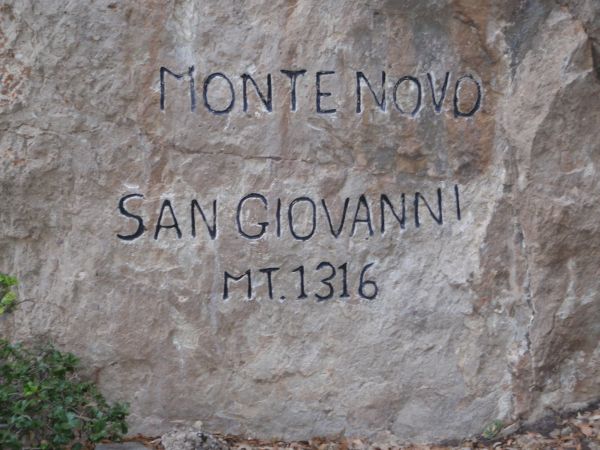 MONTE NOVO
SAN GIOVANNI
MT. 1316